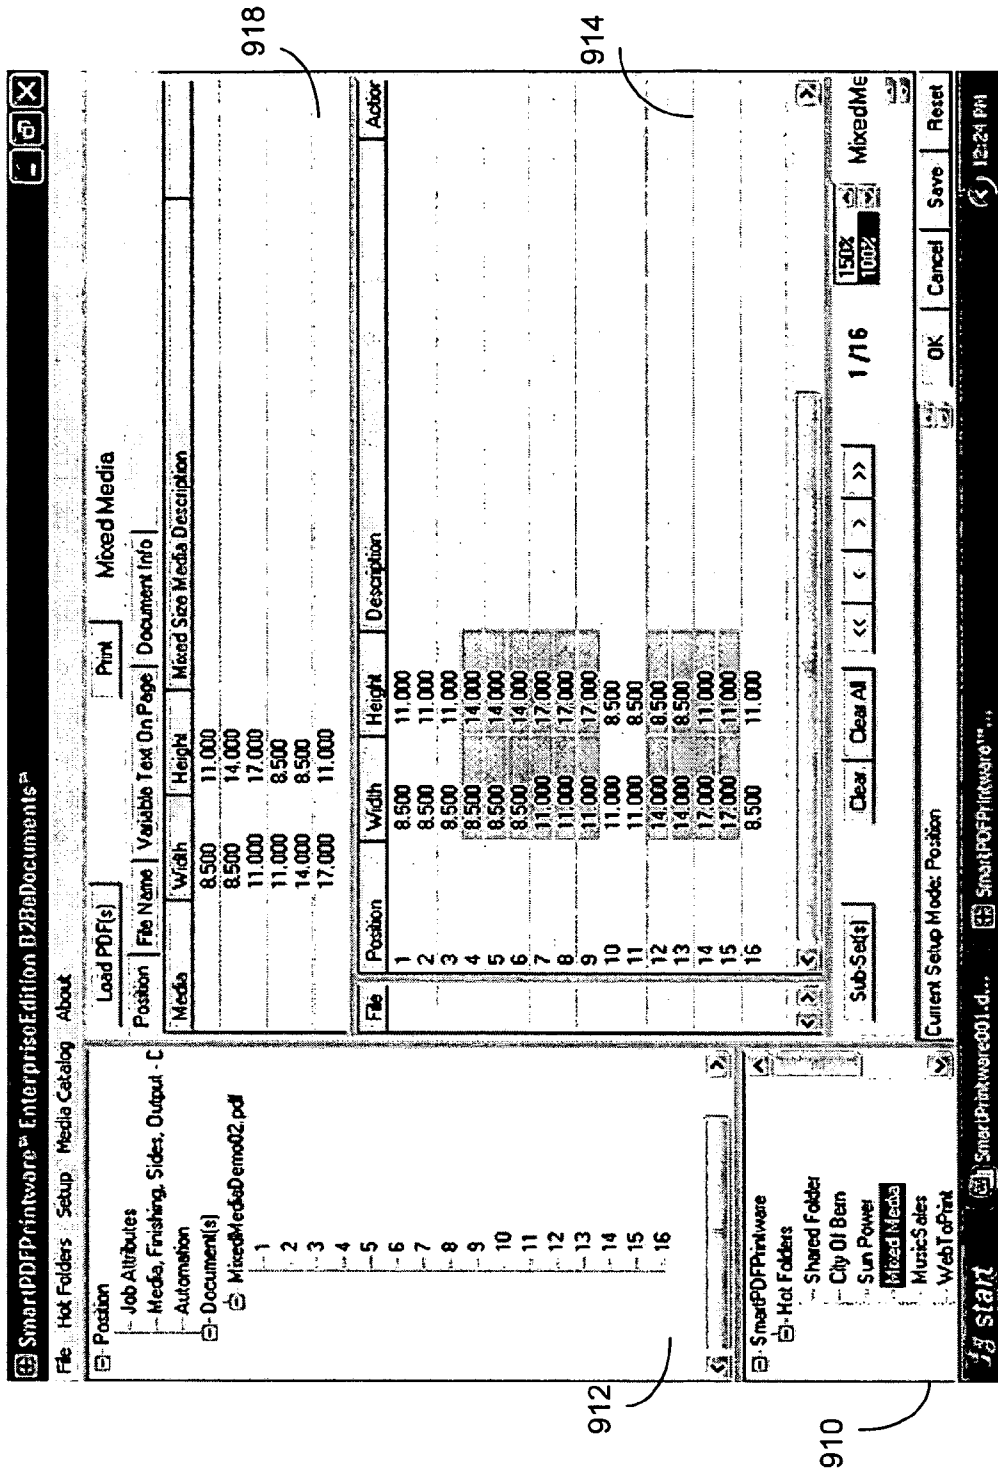 SmartPDFPrintware℠ EnterpriseEdition B2BeDocuments℠
File Hot Folders Setup Media Catalog About
Position
Job Attributes
Media, Finishing, Sides, Output - C
Automation
Document(s)
MixedMediaDemo02.pdf
1
2
3
4
5
6
7
8
9
10
11
12
13
14
15
16
912
SmartPDFPrintware
Hot Folders
Shared Folder
City Of Bern
Sun Power
Mixed Media
MusicSales
WebToPrint
910
Load PDF(s) Print Mixed Media
Position File Name Variable Text On Page Document Info
Media Width Height Mixed Size Media Description
8.500 11.000
8.500 14.000
11.000 17.000
11.000 8.500
14.000 8.500
17.000 11.000
918
File Position Width Height Description Action
1 8.500 11.000
2 8.500 11.000
3 8.500 11.000
4 8.500 14.000
5 8.500 14.000
6 8.500 14.000
7 11.000 17.000
8 11.000 17.000
9 11.000 17.000
10 11.000 8.500
11 11.000 8.500
12 14.000 8.500
13 14.000 8.500
14 17.000 11.000
15 17.000 11.000
16 8.500 11.000
914
Sub-Set(s) Clear Clear All << < > >> 1 /16 150% MixedMe
100%
Current Setup Mode: Position OK Cancel Save Reset
start SmartPrintware001.d... SmartPDFPrintware™... 12:24 PM